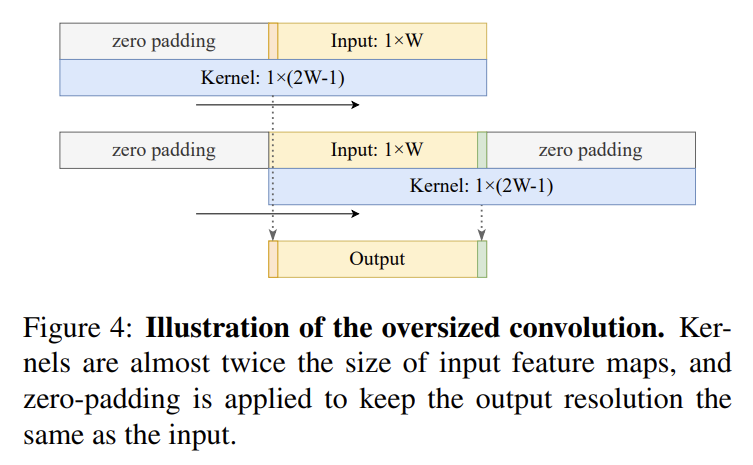 zero padding Input: 1×W
Kernel: 1×(2W-1)
zero padding Input: 1×W zero padding
Kernel: 1×(2W-1)
Output
Figure 4: Illustration of the oversized convolution. Ker-
nels are almost twice the size of input feature maps, and
zero-padding is applied to keep the output resolution the
same as the input.